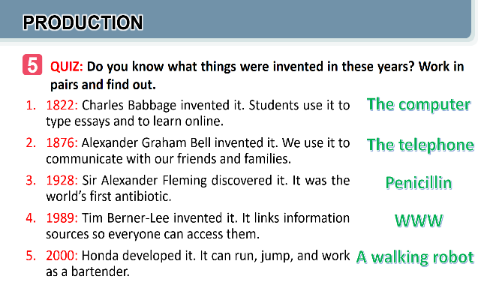 PRODUCTION
5 QUIZ: Do you know what things were invented in these years? Work in
pairs and find out.
1. 1822: Charles Babbage invented it. Students use it to
type essays and to learn online.
The computer
2. 1876: Alexander Graham Bell invented it. We use it to
communicate with our friends and families.
The telephone
3. 1928: Sir Alexander Fleming discovered it. It was the
world's first antibiotic.
Penicillin
4. 1989: Tim Berner-Lee invented it. It links information
sources so everyone can access them.
WWW
5. 2000: Honda developed it. It can run, jump, and work
as a bartender.
A walking robot